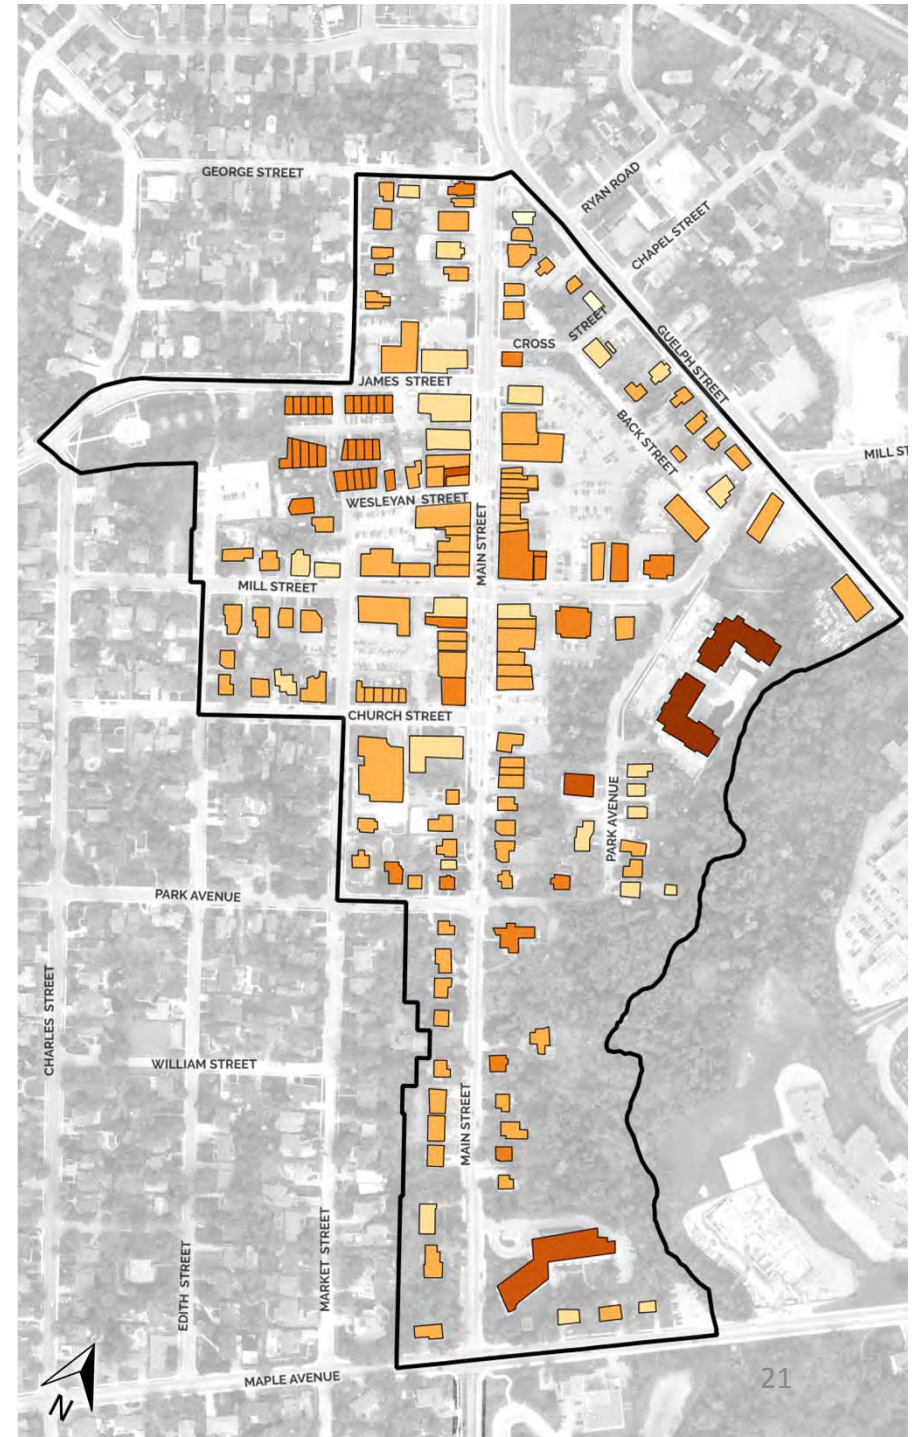 GEORGE STREET
RYAN ROAD
CHAPEL STREET
GUELPH STREET
CROSS STREET
JAMES STREET
BACK STREET
MILL ST
WESLEYAN STREET
MAIN STREET
MILL STREET
CHURCH STREET
PARK AVENUE
PARK AVENUE
CHARLES STREET
WILLIAM STREET
MAIN STREET
EDITH STREET
MARKET STREET
MAPLE AVENUE
N
21